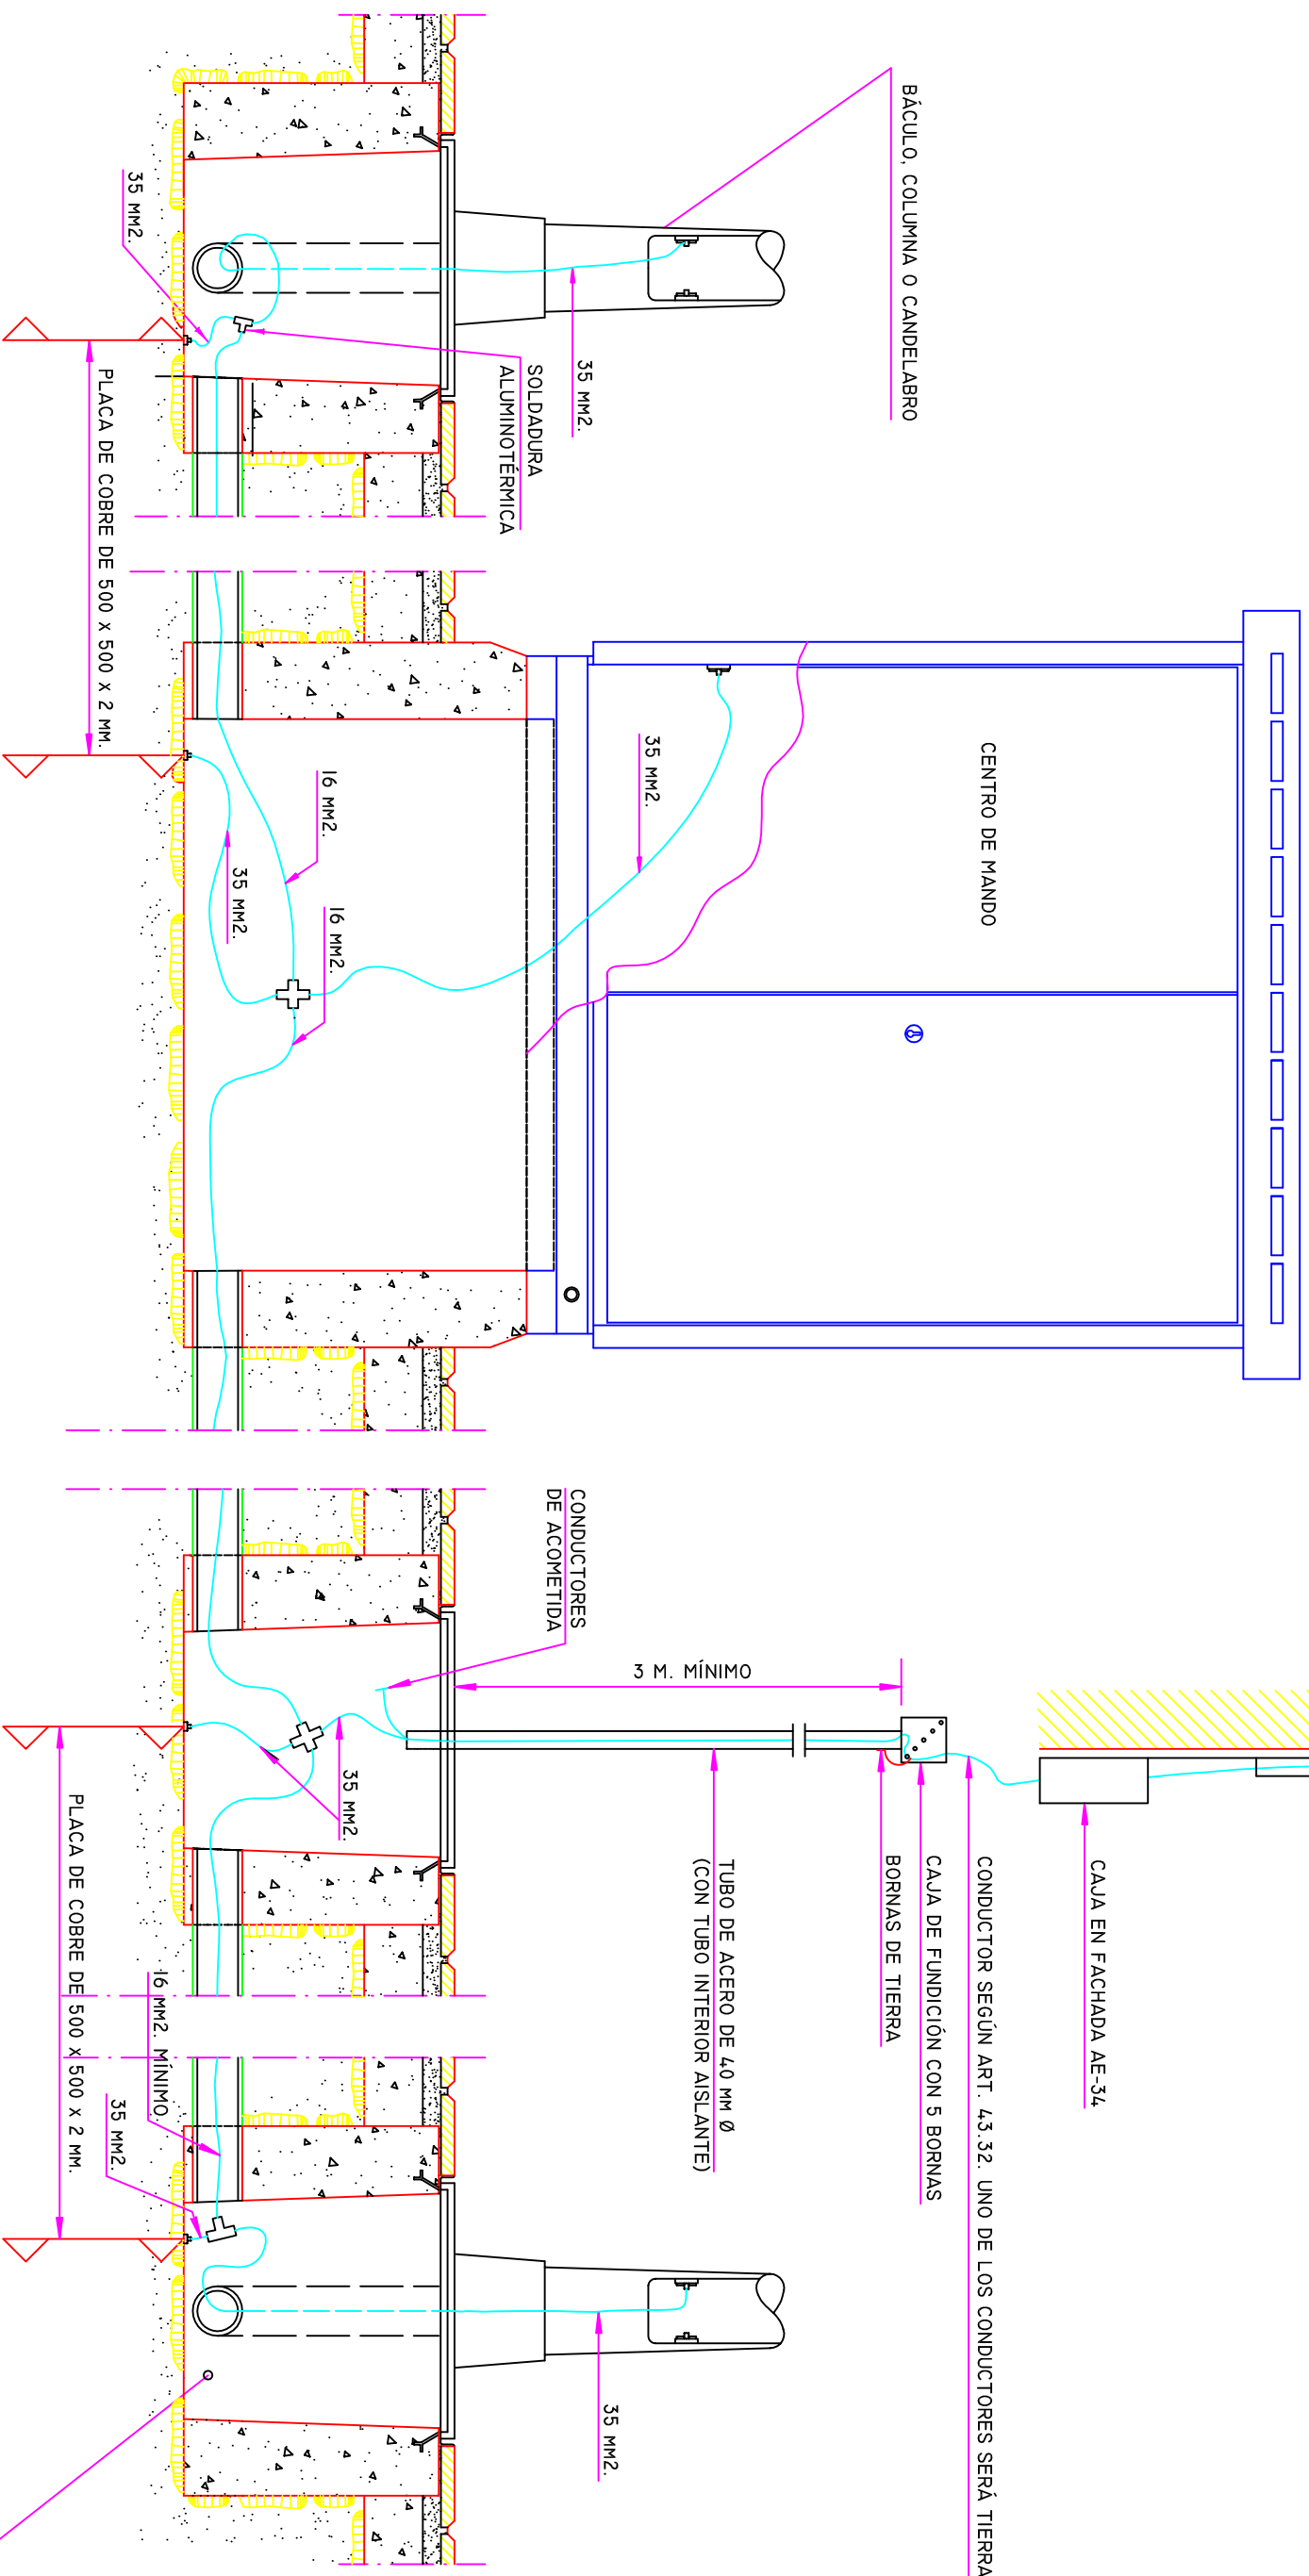 BÁCULO, COLUMNA O CANDELABRO
35 MM2.
35 MM2.
SOLDADURA
ALUMINOTÉRMICA
PLACA DE COBRE DE 500 x 500 x 2 MM.
CENTRO DE MANDO
35 MM2.
16 MM2.
35 MM2.
16 MM2.
CONDUCTORES
DE ACOMETIDA
3 M. MÍNIMO
35 MM2.
CAJA EN FACHADA AE-34
CONDUCTOR SEGÚN ART. 43.32. UNO DE LOS CONDUCTORES SERÁ TIERRA
CAJA DE FUNDICIÓN CON 5 BORNAS
BORNAS DE TIERRA
TUBO DE ACERO DE 40 MM Ø
(CON TUBO INTERIOR AISLANTE)
PLACA DE COBRE DE 500 x 500 x 2 MM.
16 MM2. MÍNIMO
35 MM2.
35 MM2.